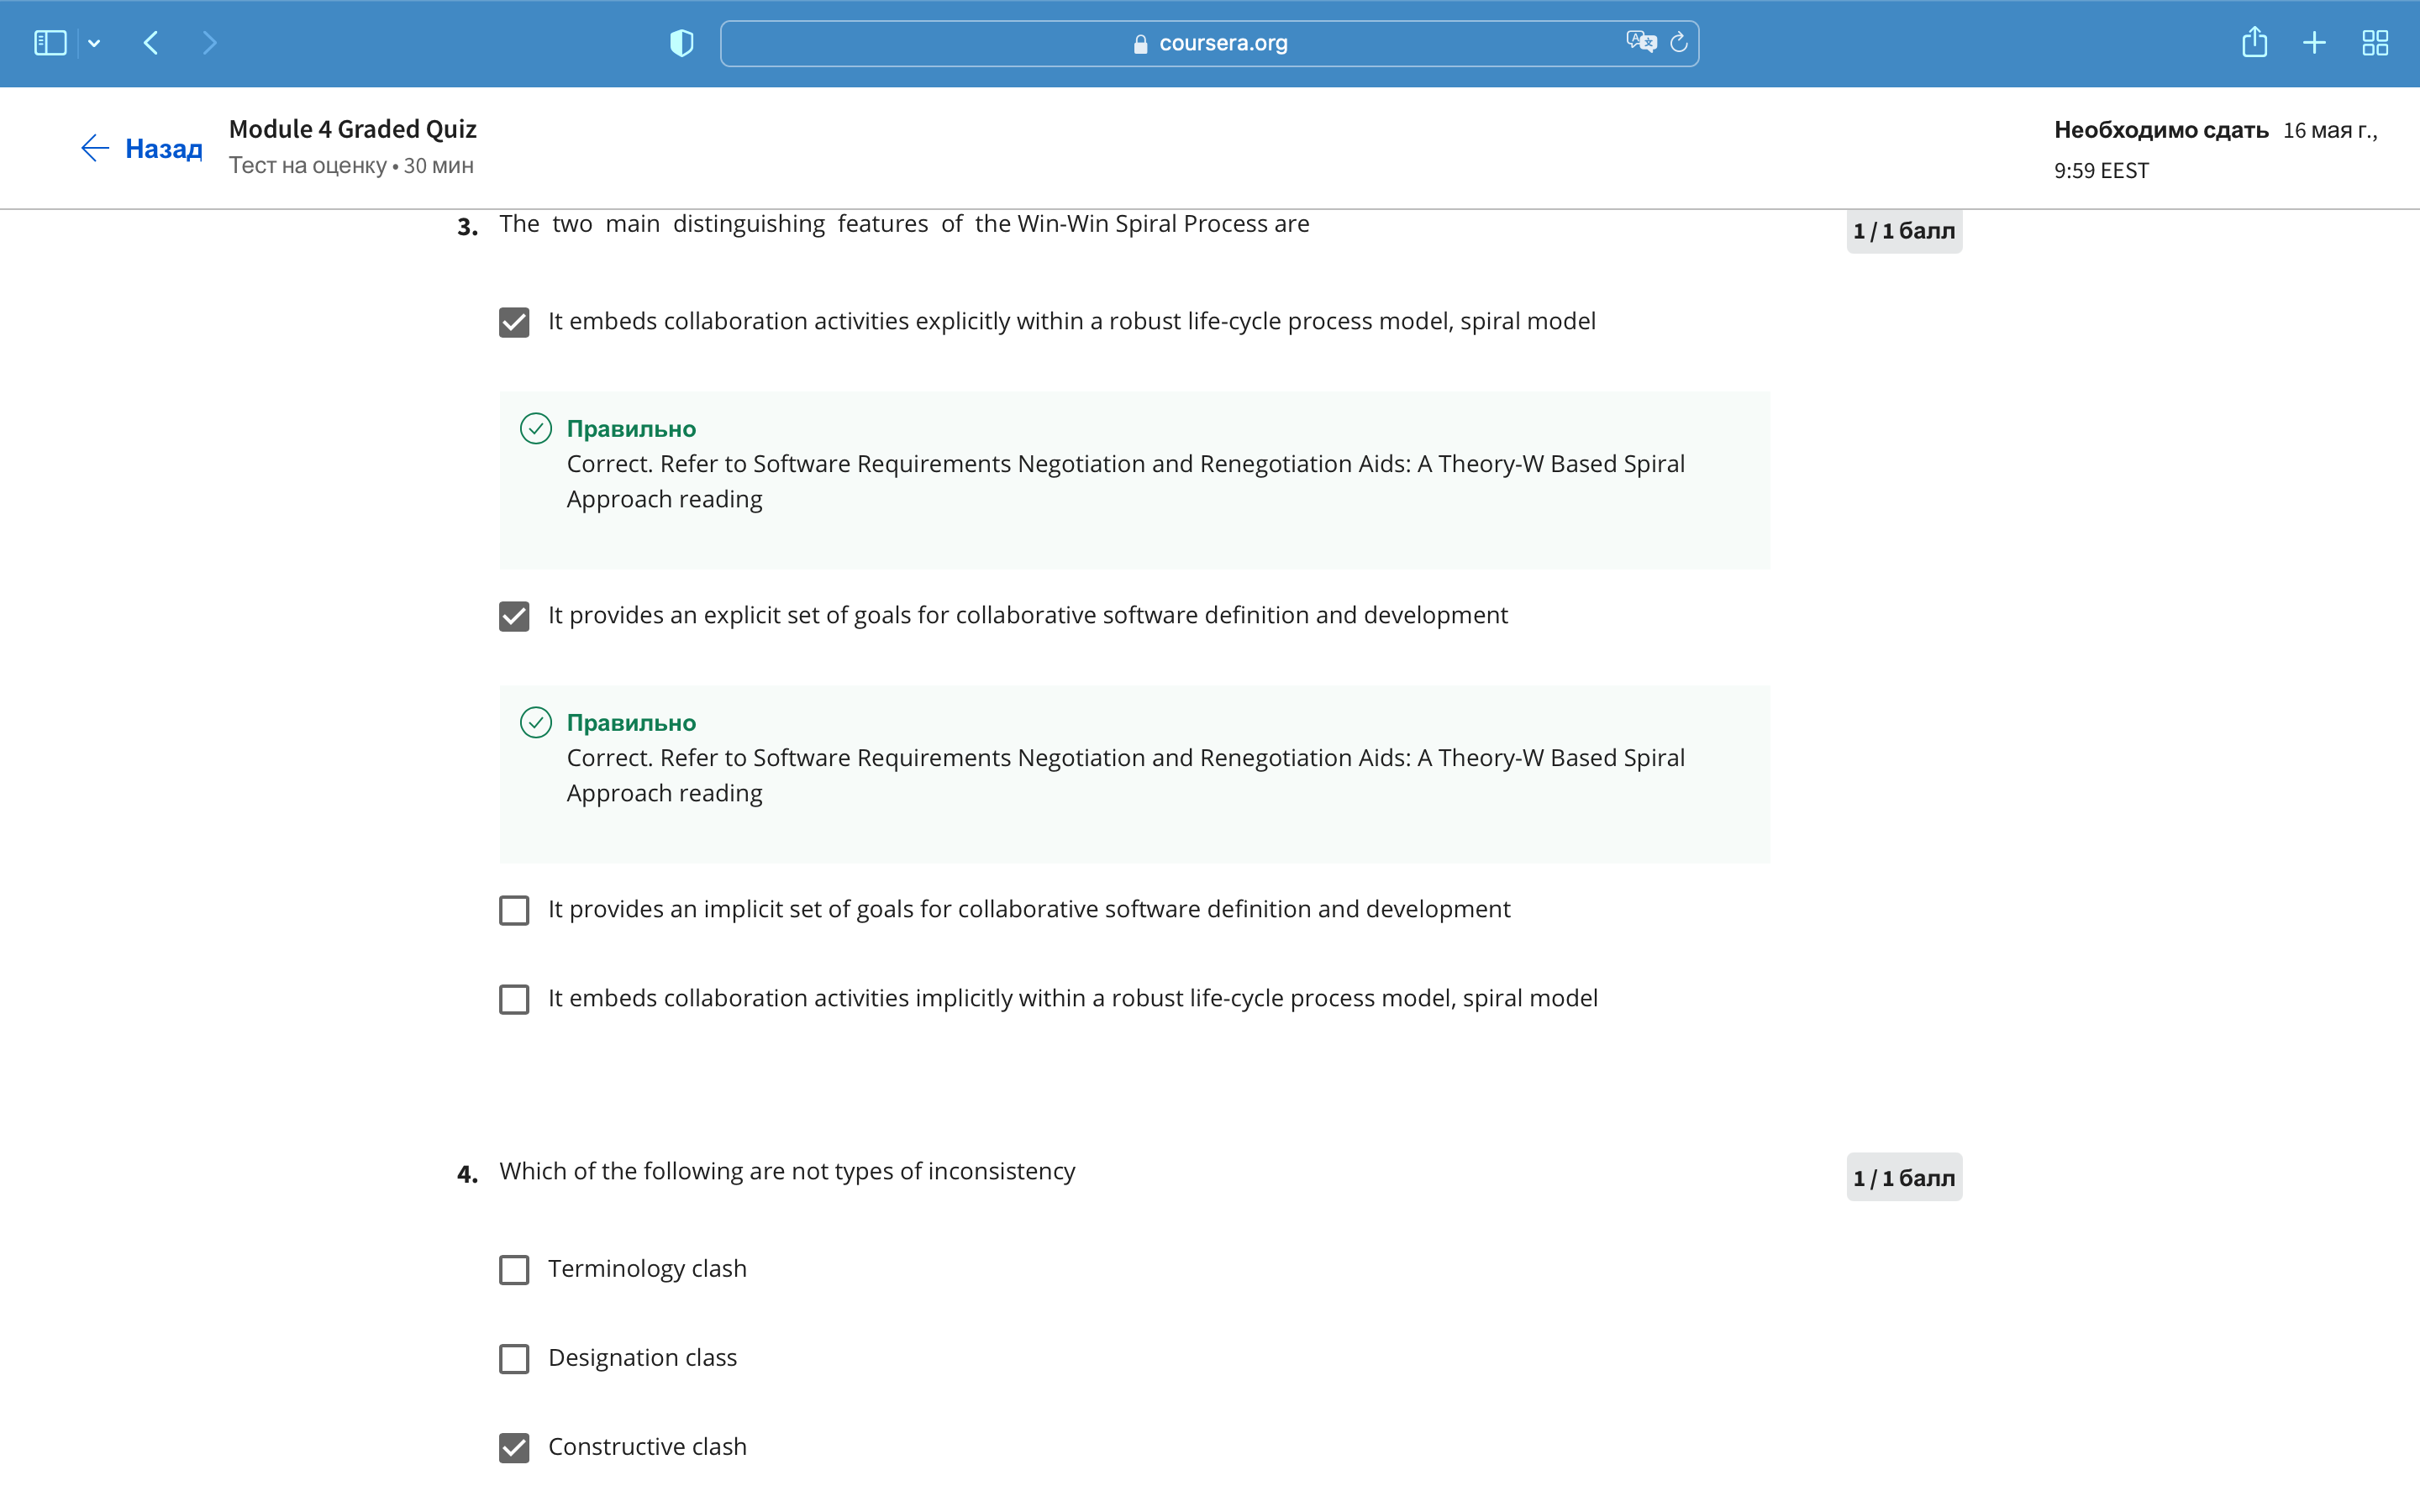 coursera.org
Назад
Module 4 Graded Quiz
Тест на оценку • 30 мин
Необходимо сдать 16 мая г.,
9:59 EEST
3. The two main distinguishing features of the Win-Win Spiral Process are
1 / 1 балл
It embeds collaboration activities explicitly within a robust life-cycle process model, spiral model
Правильно
Correct. Refer to Software Requirements Negotiation and Renegotiation Aids: A Theory-W Based Spiral
Approach reading
It provides an explicit set of goals for collaborative software definition and development
Правильно
Correct. Refer to Software Requirements Negotiation and Renegotiation Aids: A Theory-W Based Spiral
Approach reading
It provides an implicit set of goals for collaborative software definition and development
It embeds collaboration activities implicitly within a robust life-cycle process model, spiral model
4. Which of the following are not types of inconsistency
1 / 1 балл
Terminology clash
Designation class
Constructive clash